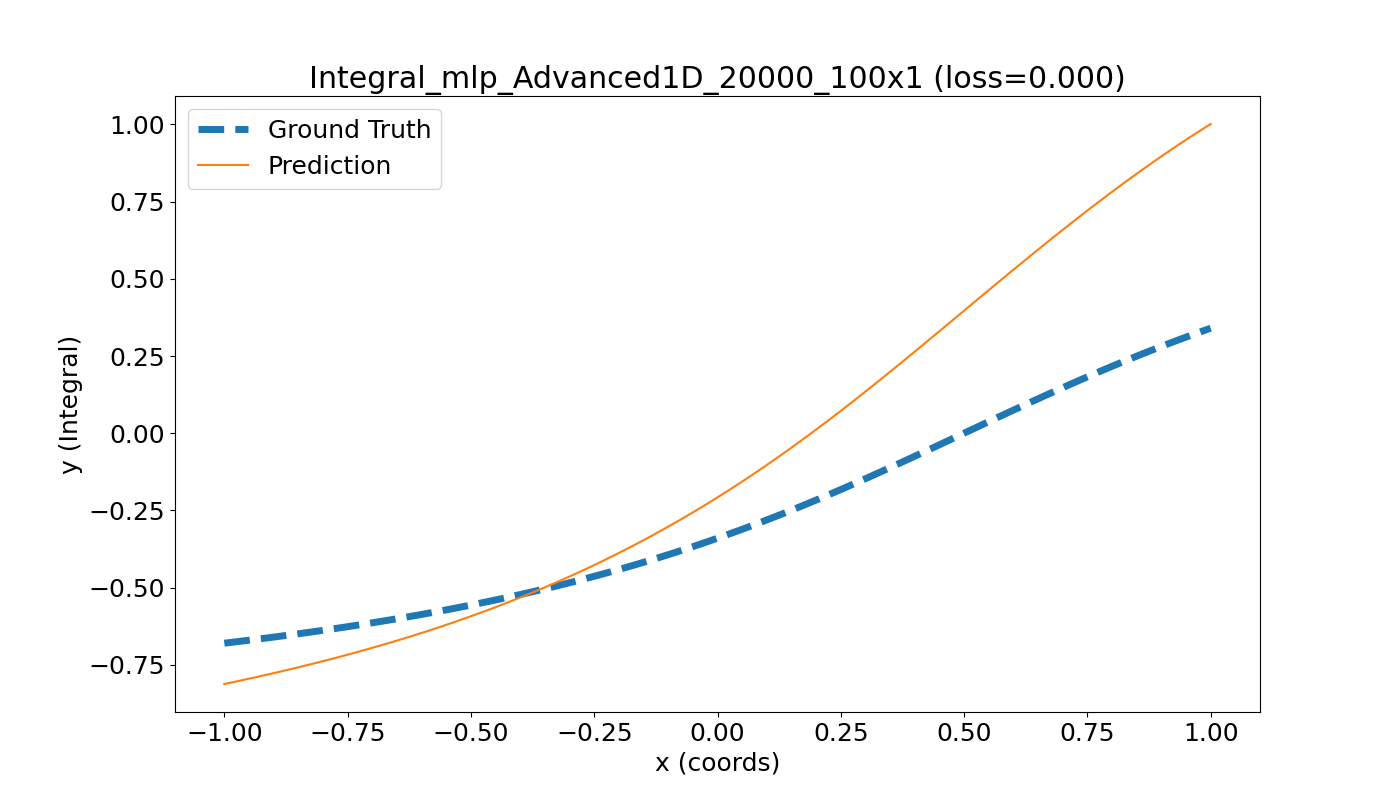 Integral_mlp_Advanced1D_20000_100x1 (loss=0.000)
Ground Truth
Prediction
1.00
0.75
0.50
0.25
0.00
−0.25
−0.50
−0.75
y (Integral)
−1.00 −0.75 −0.50 −0.25 0.00 0.25 0.50 0.75 1.00
x (coords)